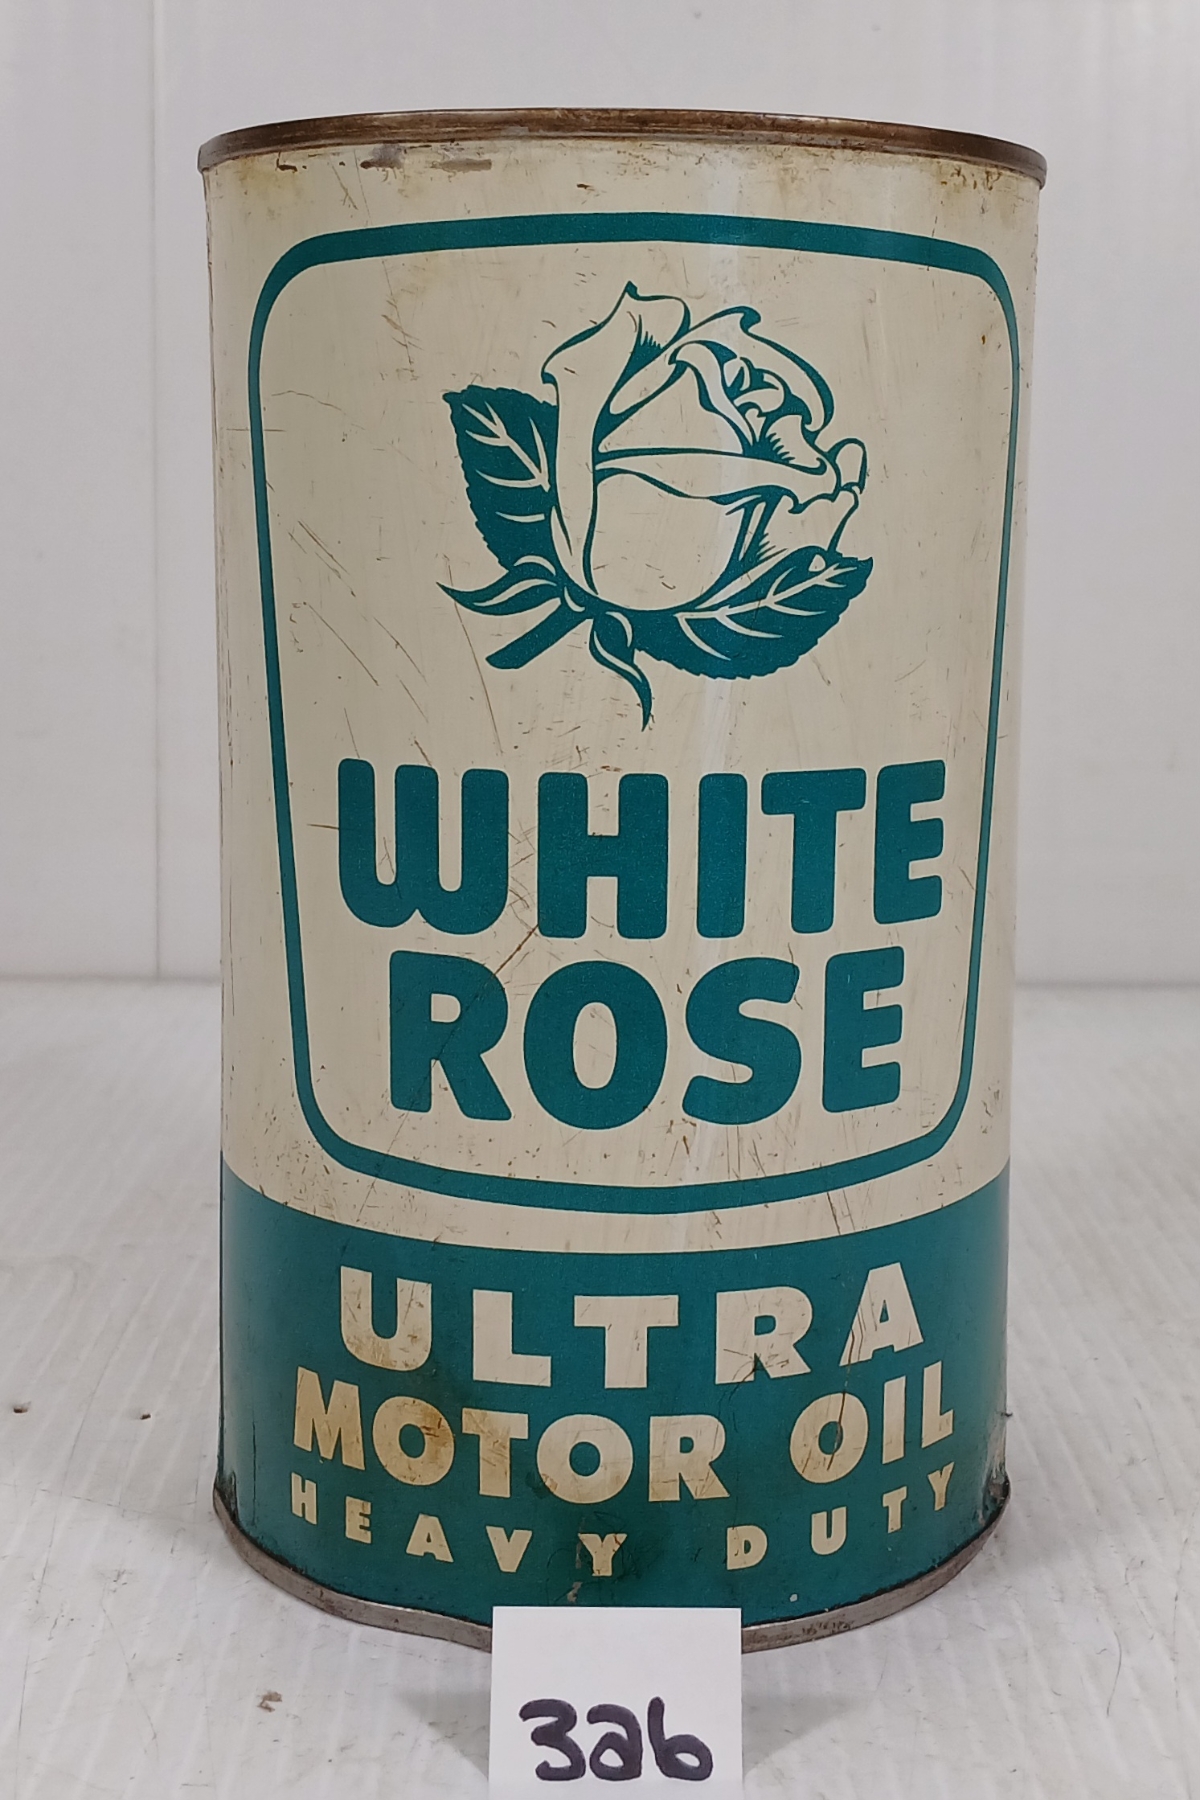 WHITE
ROSE
ULTRA
MOTOR OIL
HEAVY DUTY
326